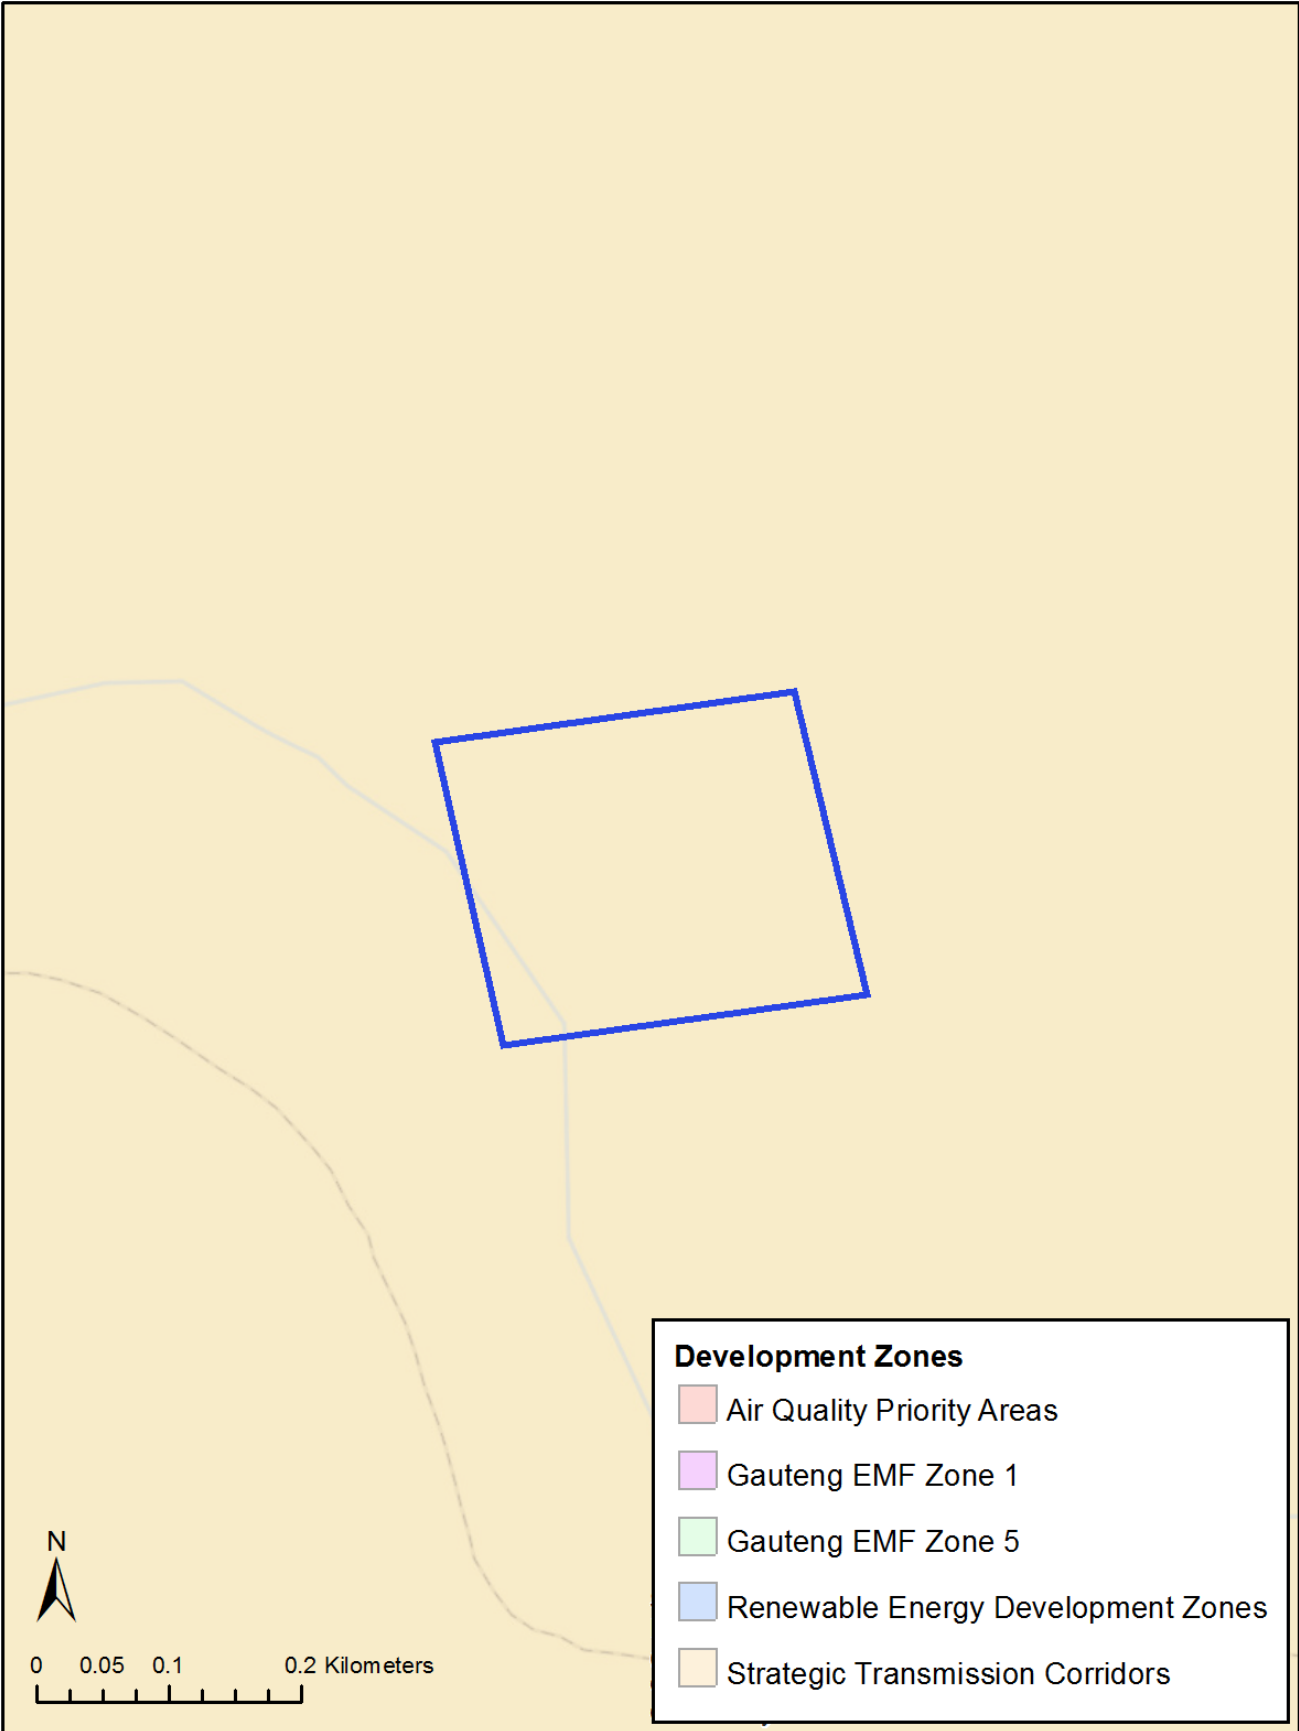 Development Zones
Air Quality Priority Areas
Gauteng EMF Zone 1
Gauteng EMF Zone 5
Renewable Energy Development Zones
Strategic Transmission Corridors
N
0 0.05 0.1 0.2 Kilometers